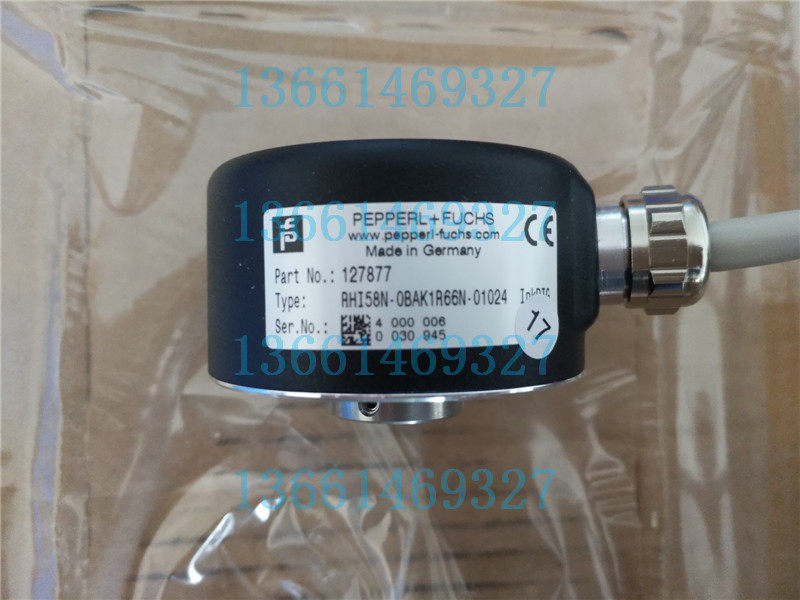 13661469327
PEPPERL+FUCHS
www.pepperl-fuchs.com
Made in Germany
CE
Part No.: 127877
Type: RHI58N-0BAK1R66N-01024
Ser.No.: 4 000 006
0 030 945
17
13661469327
13661469327
13661469327